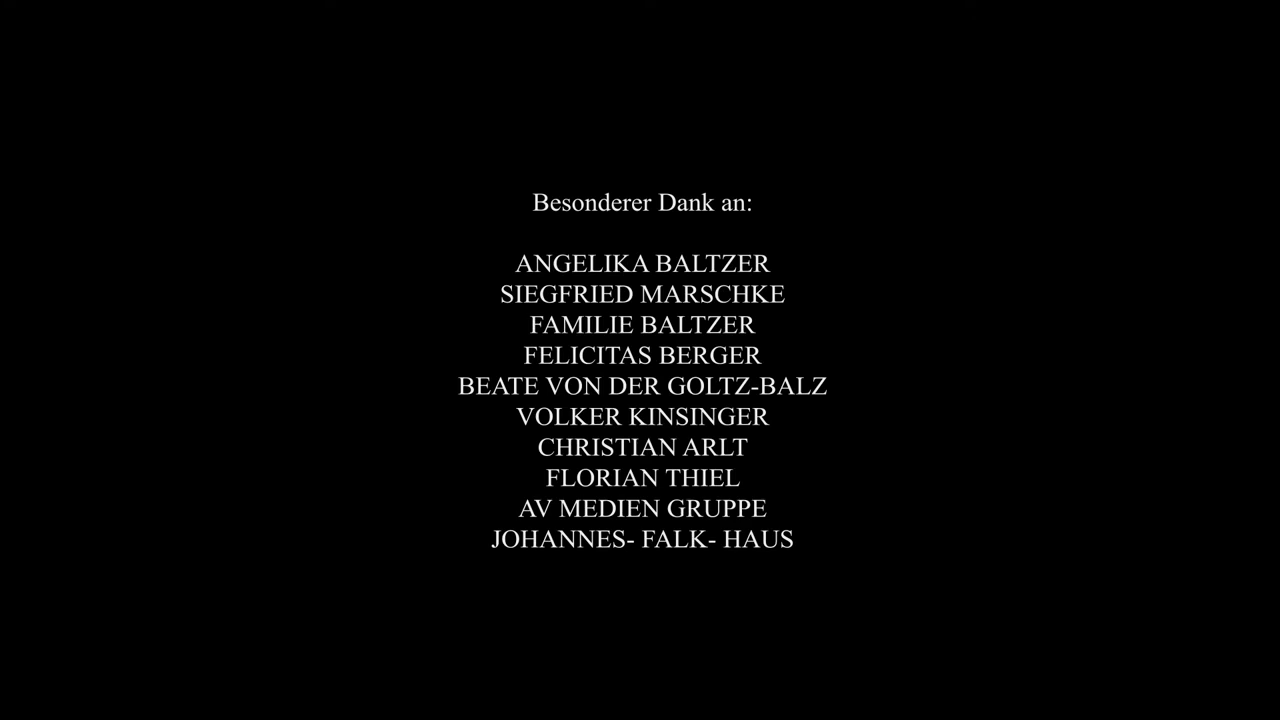 Besonderer Dank an:
ANGELIKA BALTZER
SIEGFRIED MARSCHKE
FAMILIE BALTZER
FELICITAS BERGER
BEATE VON DER GOLTZ-BALZ
VOLKER KINSINGER
CHRISTIAN ARLT
FLORIAN THIEL
AV MEDIEN GRUPPE
JOHANNES- FALK- HAUS